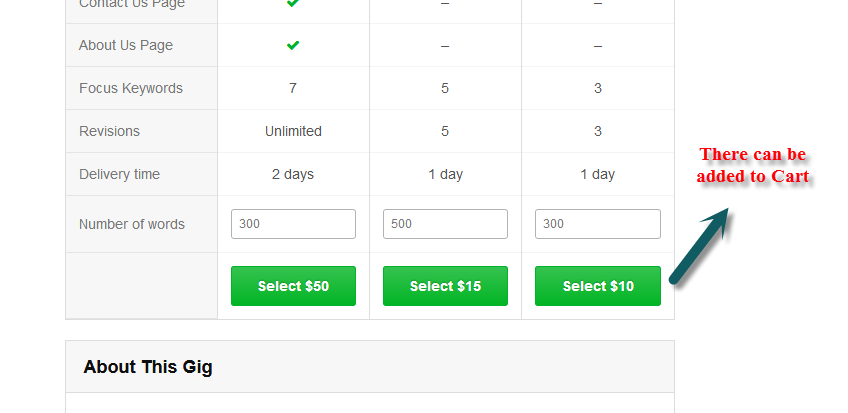 Contact Us Page – –
About Us Page – –
Focus Keywords 7 5 3
Revisions Unlimited 5 3
Delivery time 2 days 1 day 1 day
Number of words 300 500 300
Select $50 Select $15 Select $10
There can be
added to Cart
About This Gig